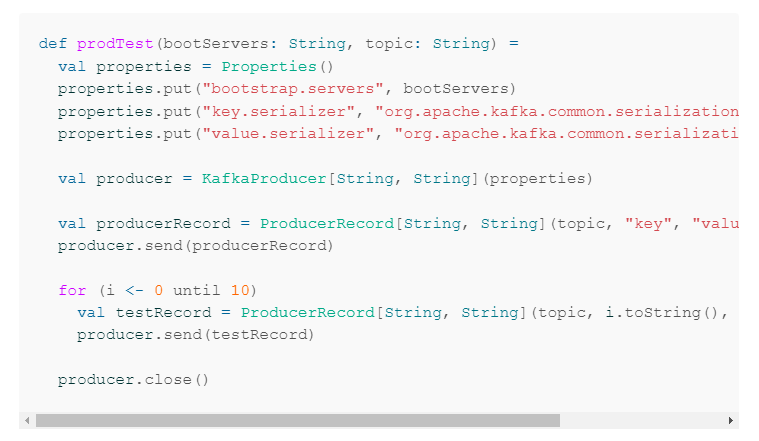 def prodTest(bootServers: String, topic: String) =
  val properties = Properties()
  properties.put("bootstrap.servers", bootServers)
  properties.put("key.serializer", "org.apache.kafka.common.serialization
  properties.put("value.serializer", "org.apache.kafka.common.serializati
  val producer = KafkaProducer[String, String](properties)
  val producerRecord = ProducerRecord[String, String](topic, "key", "valu
  producer.send(producerRecord)
  for (i <- 0 until 10)
    val testRecord = ProducerRecord[String, String](topic, i.toString(),
    producer.send(testRecord)
  producer.close()